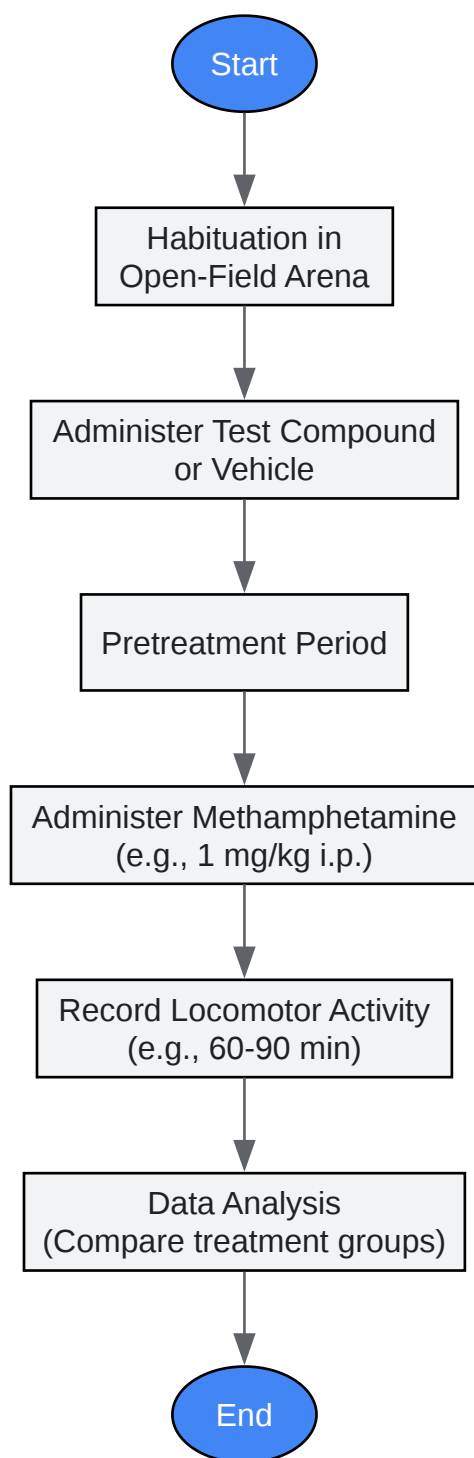 Start
Habituation in
Open-Field Arena
Administer Test Compound
or Vehicle
Pretreatment Period
Administer Methamphetamine
(e.g., 1 mg/kg i.p.)
Record Locomotor Activity
(e.g., 60-90 min)
Data Analysis
(Compare treatment groups)
End